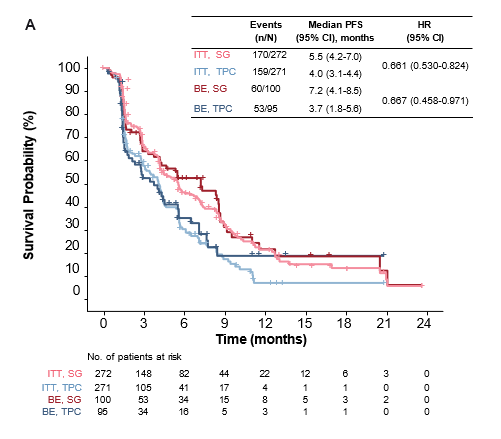 A
Events Median PFS HR
(n/N) (95% CI), months (95% CI)
ITT, SG 170/272 5.5 (4.2-7.0)
0.661 (0.530-0.824)
ITT, TPC 159/271 4.0 (3.1-4.4)
BE, SG 60/100 7.2 (4.1-8.5)
0.667 (0.458-0.971)
BE, TPC 53/95 3.7 (1.8-5.6)
Survival Probability (%)
100
90
80
70
60
50
40
30
20
10
0
0 3 6 9 12 15 18 21 24
Time (months)
No. of patients at risk
ITT, SG 272 148 82 44 22 12 6 3 0
ITT, TPC 271 105 41 17 4 1 1 0 0
BE, SG 100 53 34 15 8 5 3 2 0
BE, TPC 95 34 16 5 3 1 1 0 0